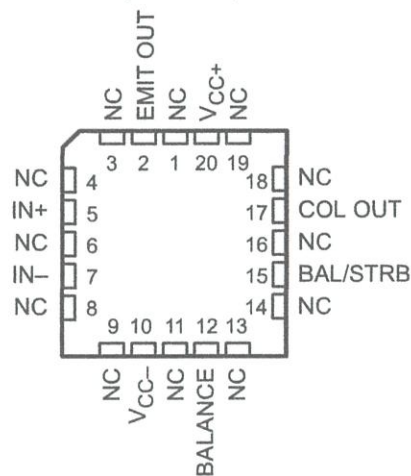 NC
EMIT OUT
NC
VCC+
NC
3 2 1 20 19
NC 4
IN+ 5
NC 6
IN− 7
NC 8
18 NC
17 COL OUT
16 NC
15 BAL/STRB
14 NC
9 10 11 12 13
NC
VCC−
NC
BALANCE
NC